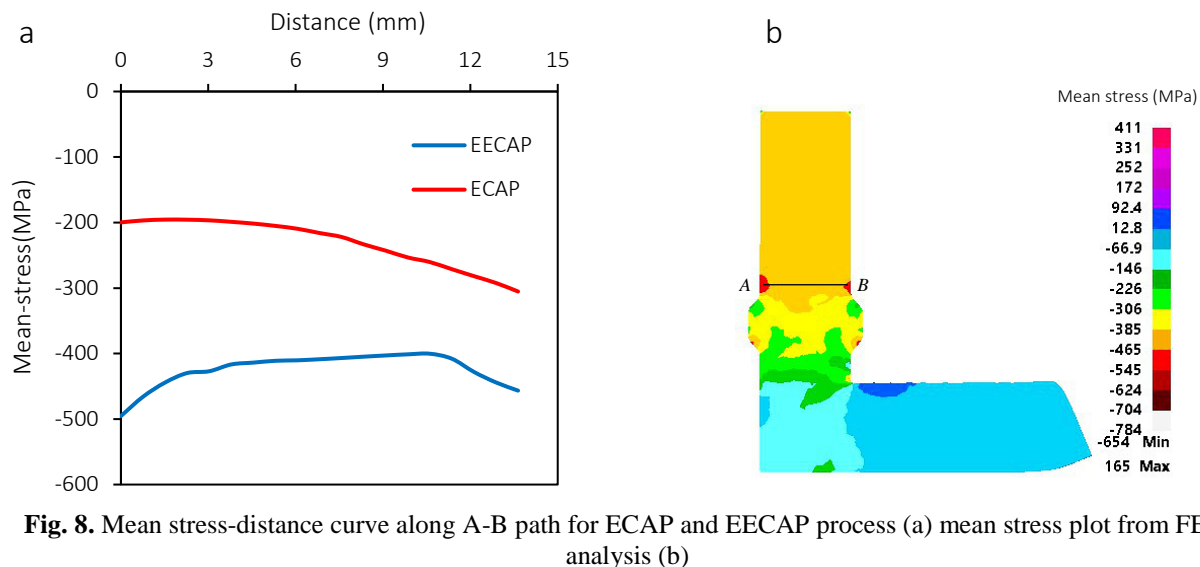 a
Distance (mm)
0 3 6 9 12 15
0
-100
-200
-300
-400
-500
-600
Mean-stress(MPa)
EECAP
ECAP
b
A
B
Mean stress (MPa)
411
331
252
172
92.4
12.8
-66.9
-146
-226
-306
-385
-465
-545
-624
-704
-784
-654 Min
165 Max
Fig. 8. Mean stress-distance curve along A-B path for ECAP and EECAP process (a) mean stress plot from FE
analysis (b)